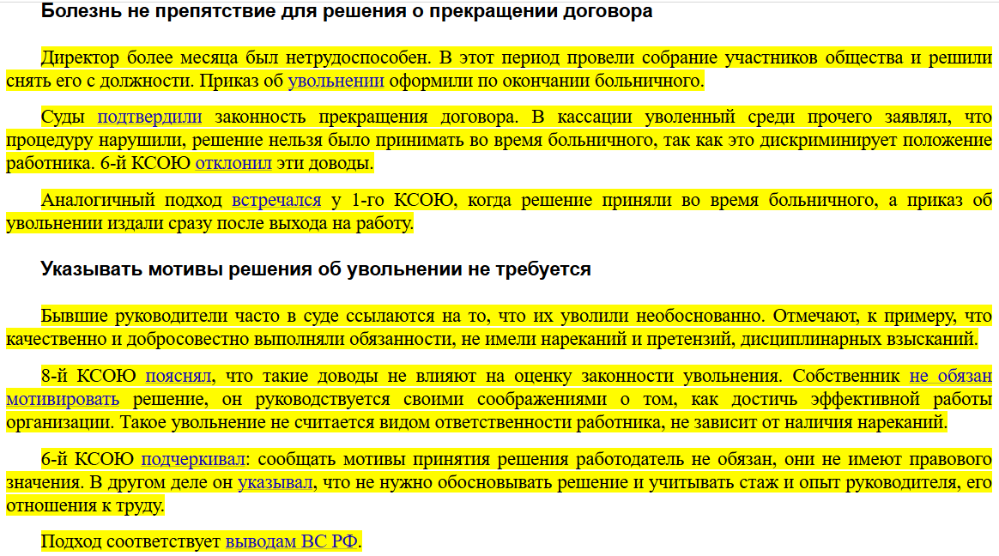 Болезнь не препятствие для решения о прекращении договора
Директор более месяца был нетрудоспособен. В этот период провели собрание участников общества и решили
снять его с должности. Приказ об увольнении оформили по окончании больничного.
Суды подтвердили законность прекращения договора. В кассации уволенный среди прочего заявлял, что
процедуру нарушили, решение нельзя было принимать во время больничного, так как это дискриминирует положение
работника. 6-й КСОЮ отклонил эти доводы.
Аналогичный подход встречался у 1-го КСОЮ, когда решение приняли во время больничного, а приказ об
увольнении издали сразу после выхода на работу.
Указывать мотивы решения об увольнении не требуется
Бывшие руководители часто в суде ссылаются на то, что их уволили необоснованно. Отмечают, к примеру, что
качественно и добросовестно выполняли обязанности, не имели нареканий и претензий, дисциплинарных взысканий.
8-й КСОЮ пояснял, что такие доводы не влияют на оценку законности увольнения. Собственник не обязан
мотивировать решение, он руководствуется своими соображениями о том, как достичь эффективной работы
организации. Такое увольнение не считается видом ответственности работника, не зависит от наличия нареканий.
6-й КСОЮ подчеркивал: сообщать мотивы принятия решения работодатель не обязан, они не имеют правового
значения. В другом деле он указывал, что не нужно обосновывать решение и учитывать стаж и опыт руководителя, его
отношения к труду.
Подход соответствует выводам ВС РФ.